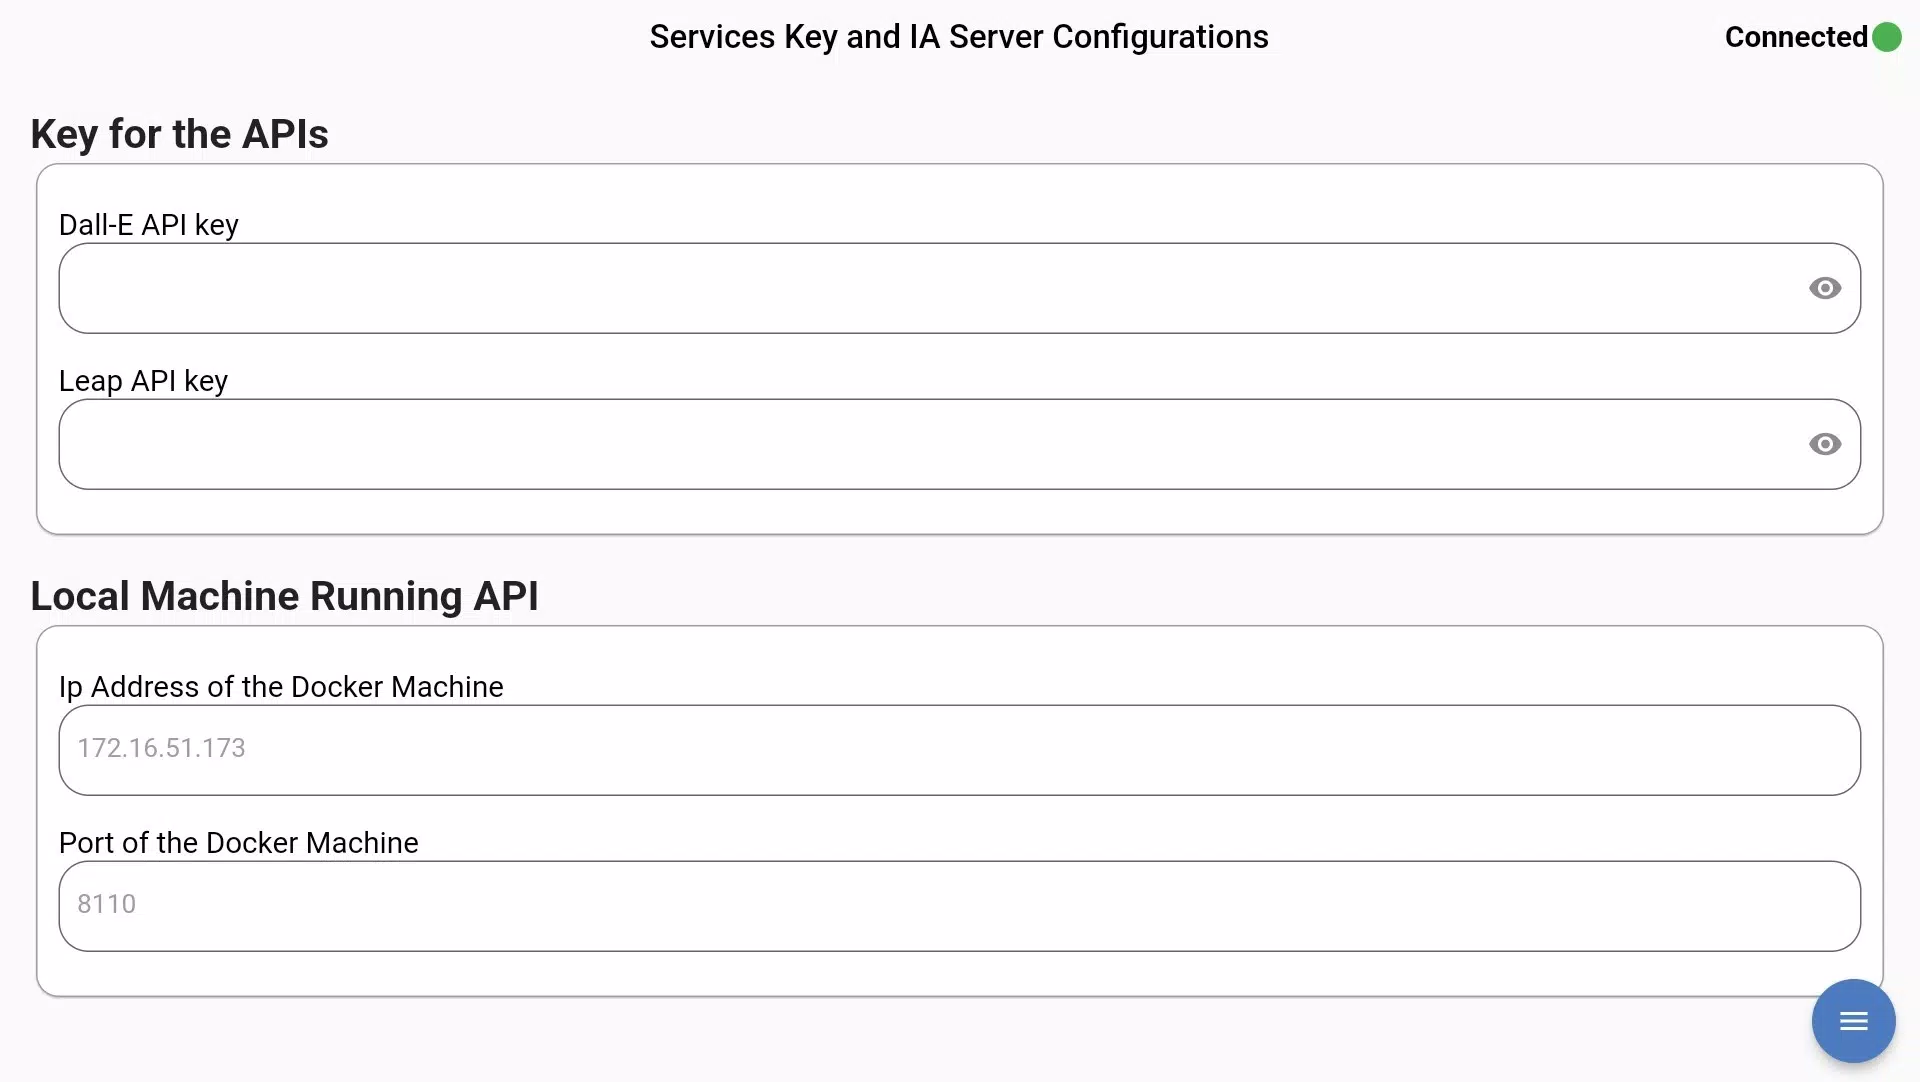 Services Key and IA Server Configurations
Connected
Key for the APIs
Dall-E API key
Leap API key
Local Machine Running API
Ip Address of the Docker Machine
172.16.51.173
Port of the Docker Machine
8110